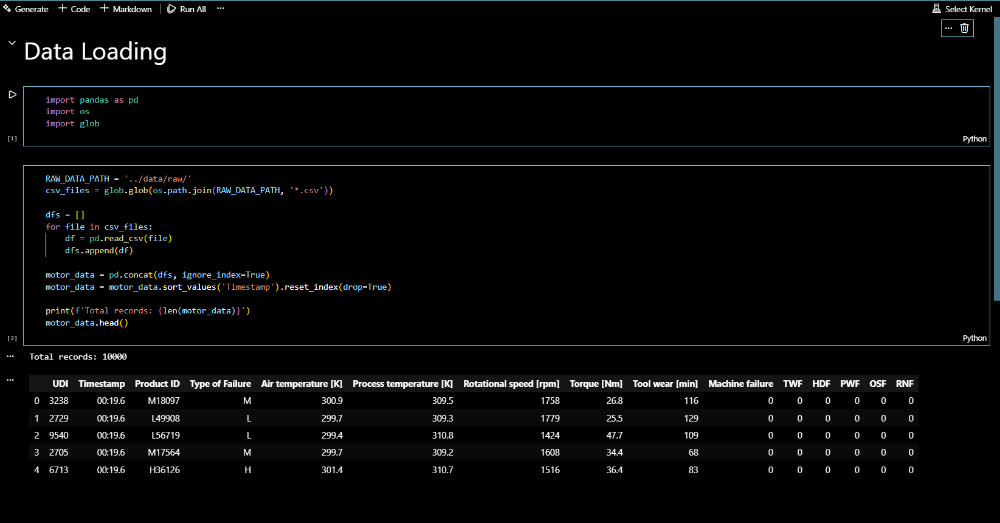 Generate + Code + Markdown Run All ... Select Kernel
...
Data Loading
import pandas as pd
import os
import glob
[1]
Python
RAW_DATA_PATH = '../data/raw/'
csv_files = glob.glob(os.path.join(RAW_DATA_PATH, '*.csv'))
dfs = []
for file in csv_files:
    df = pd.read_csv(file)
    dfs.append(df)
motor_data = pd.concat(dfs, ignore_index=True)
motor_data = motor_data.sort_values('Timestamp').reset_index(drop=True)
print(f'Total records: {len(motor_data)}')
motor_data.head()
[2]
Python
... Total records: 10000
...
UDI Timestamp Product ID Type of Failure Air temperature [K] Process temperature [K] Rotational speed [rpm] Torque [Nm] Tool wear [min] Machine failure TWF HDF PWF OSF RNF
0 3238 00:19.6 M18097 M 300.9 309.5 1758 26.8 116 0 0 0 0 0 0
1 2729 00:19.6 L49908 L 299.7 309.3 1779 25.5 129 0 0 0 0 0 0
2 9540 00:19.6 L56719 L 299.4 310.8 1424 47.7 109 0 0 0 0 0 0
3 2705 00:19.6 M17564 M 299.7 309.2 1608 34.4 68 0 0 0 0 0 0
4 6713 00:19.6 H36126 H 301.4 310.7 1516 36.4 83 0 0 0 0 0 0